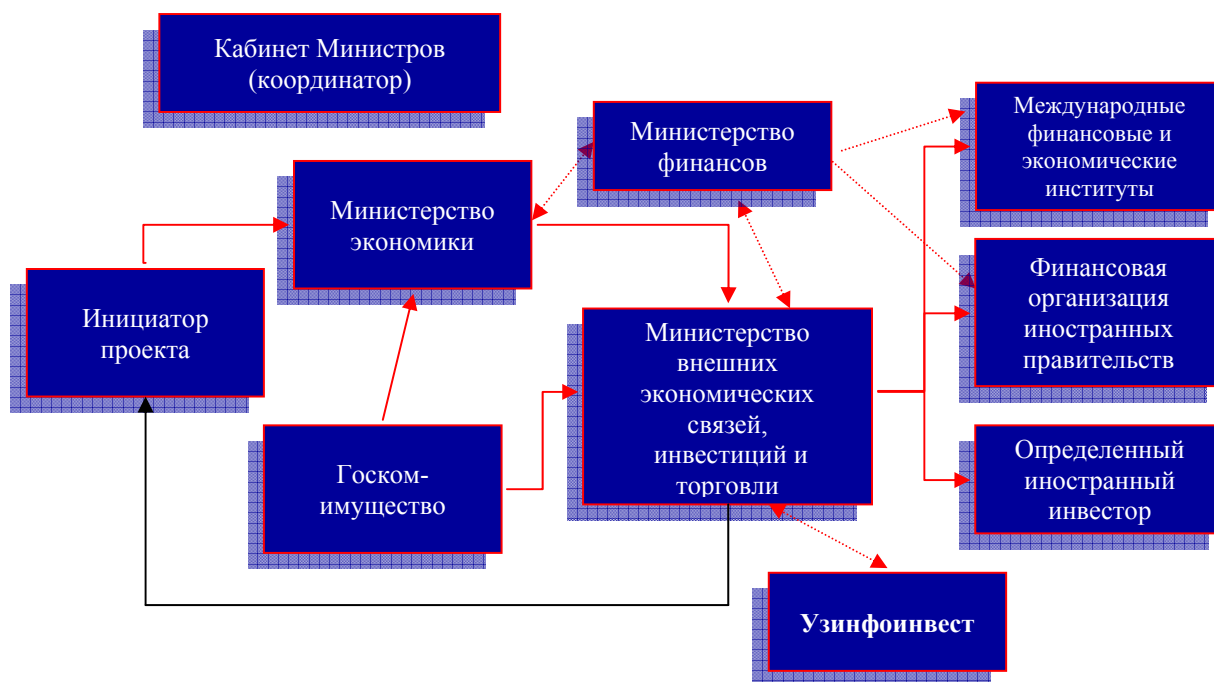 Кабинет Министров
(координатор)
Министерство
финансов
Международные
финансовые и
экономические
институты
Министерство
экономики
Инициатор
проекта
Министерство
внешних
экономических
связей,
инвестиций и
торговли
Финансовая
организация
иностранных
правительств
Госком-
имущество
Определенный
иностранный
инвестор
Узинфоинвест